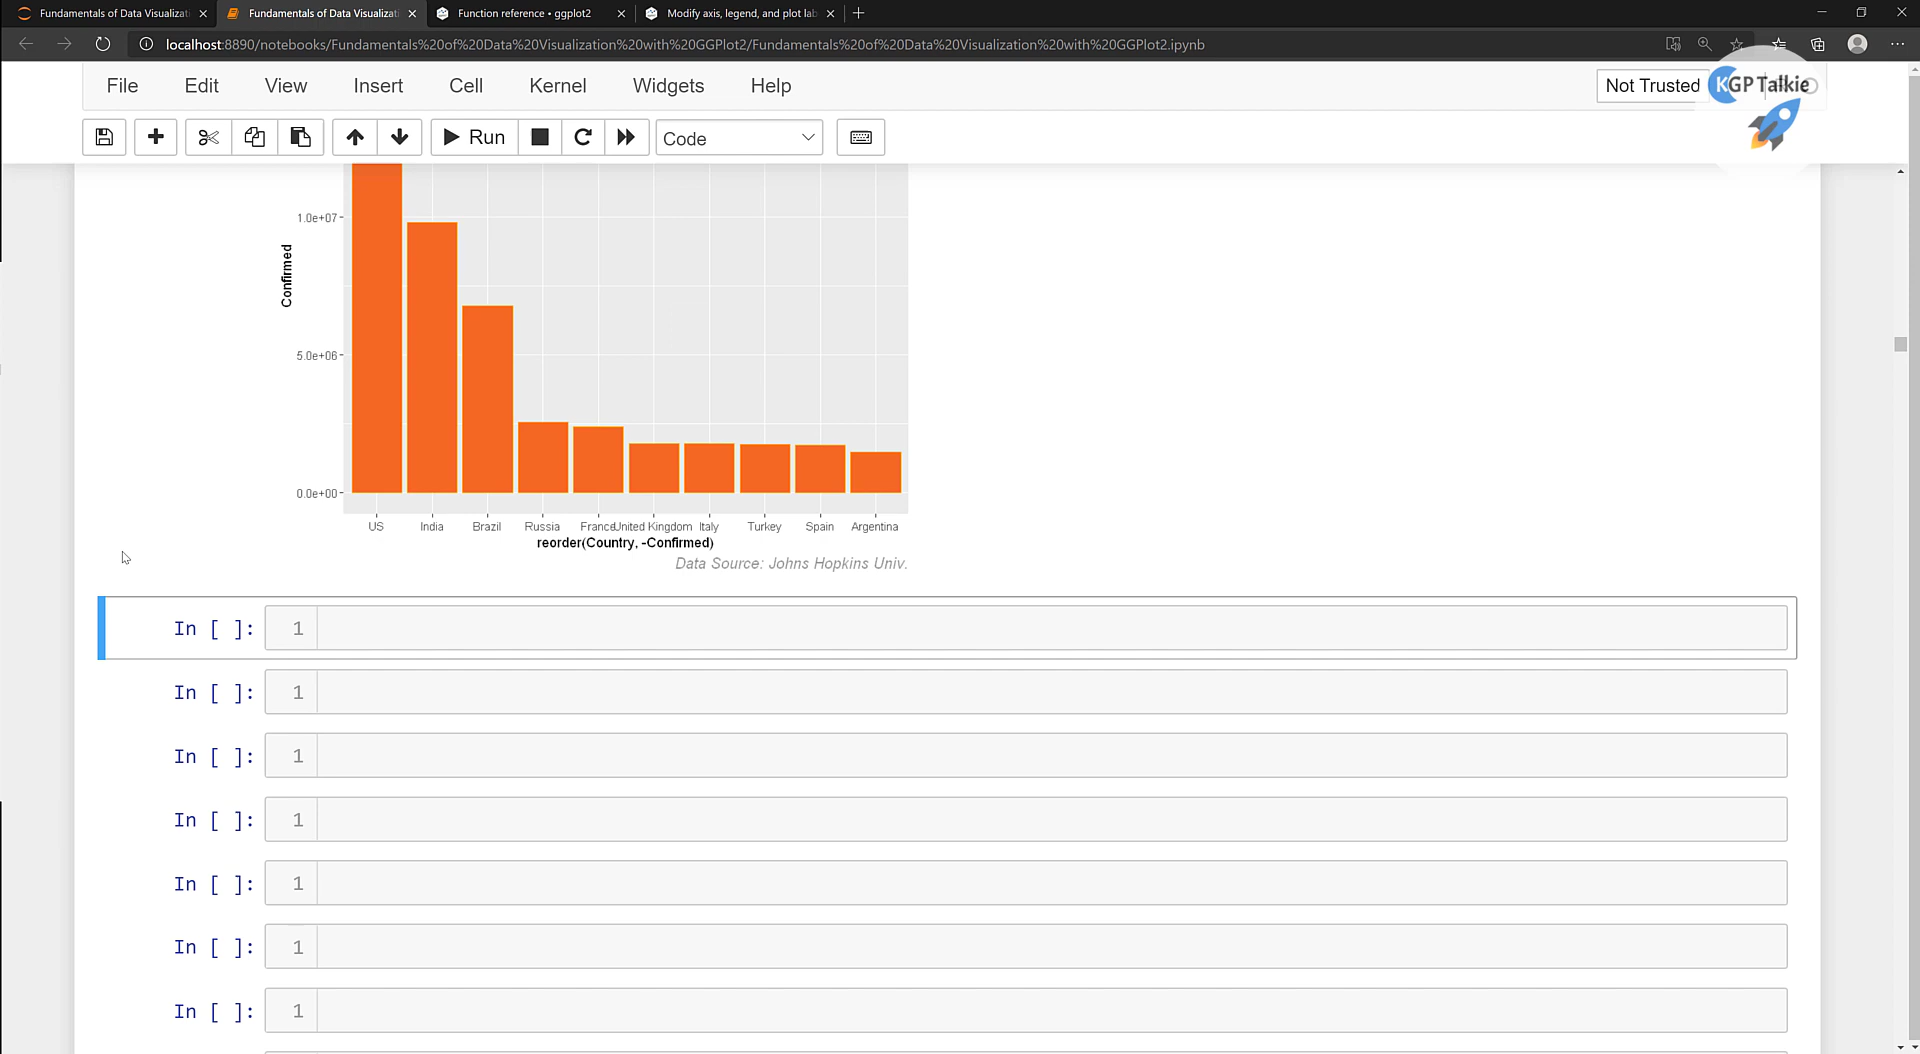 Fundamentals of Data Visualizati
Fundamentals of Data Visualizati
Function reference • ggplot2
Modify axis, legend, and plot lab
localhost:8890/notebooks/Fundamentals%20of%20Data%20Visualization%20with%20GGPlot2/Fundamentals%20of%20Data%20Visualization%20with%20GGPlot2.ipynb
File Edit View Insert Cell Kernel Widgets Help
Not Trusted
KGP Talkie
Run
Code
1.0e+07
5.0e+06
0.0e+00
Confirmed
US India Brazil Russia France United Kingdom Italy Turkey Spain Argentina
reorder(Country, -Confirmed)
Data Source: Johns Hopkins Univ.
In [ ]: 1
In [ ]: 1
In [ ]: 1
In [ ]: 1
In [ ]: 1
In [ ]: 1
In [ ]: 1